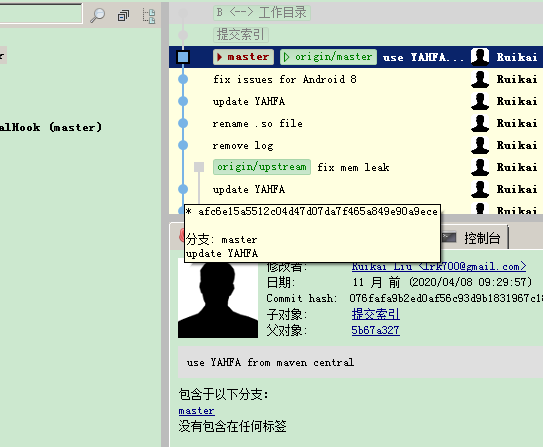 B <--> 工作目录
提交索引
r
master origin/master use YAHFA... Ruikai
fix issues for Android 8 Ruikai
update YAHFA Ruikai
rename .so file Ruikai
alHook (master)
remove log Ruikai
origin/upstream fix mem leak Ruikai
update YAHFA Ruikai
* afc6e15a5512c04d47d07da7f465a849e90a9ece
分支: master
update YAHFA
控制台
修改者: Ruikai Liu <lrk700@gmail.com>
日期: 11 月 前 (2020/04/08 09:29:57)
Commit hash: 076fafa9b2ed0af56c93d9b1831967c18
子对象: 提交索引
父对象: 5b67a327
use YAHFA from maven central
包含于以下分支:
master
没有包含在任何标签